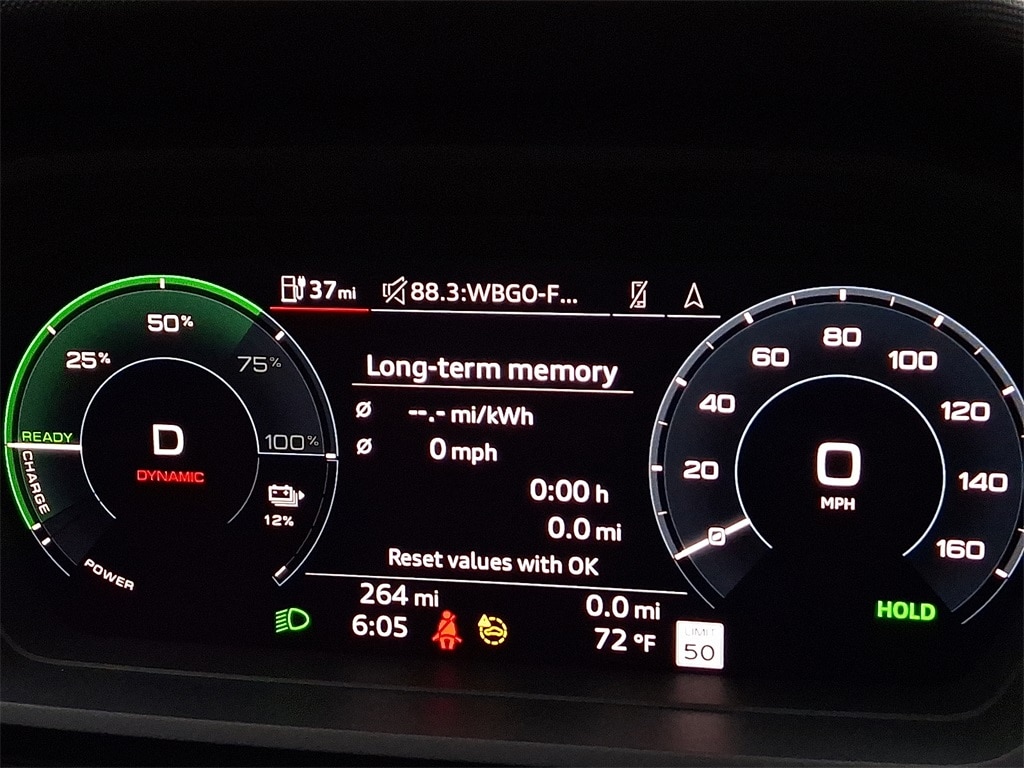 37 mi
88.3:WBGO-F...
50%
25%
75%
READY
100%
CHARGE
D
DYNAMIC
12%
POWER
Long-term memory
Ø --.- mi/kWh
Ø 0 mph
0:00 h
0.0 mi
Reset values with OK
264 mi
0.0 mi
6:05
72 °F
LIMIT
50
80
60
100
40
120
20
140
0
160
0
MPH
HOLD